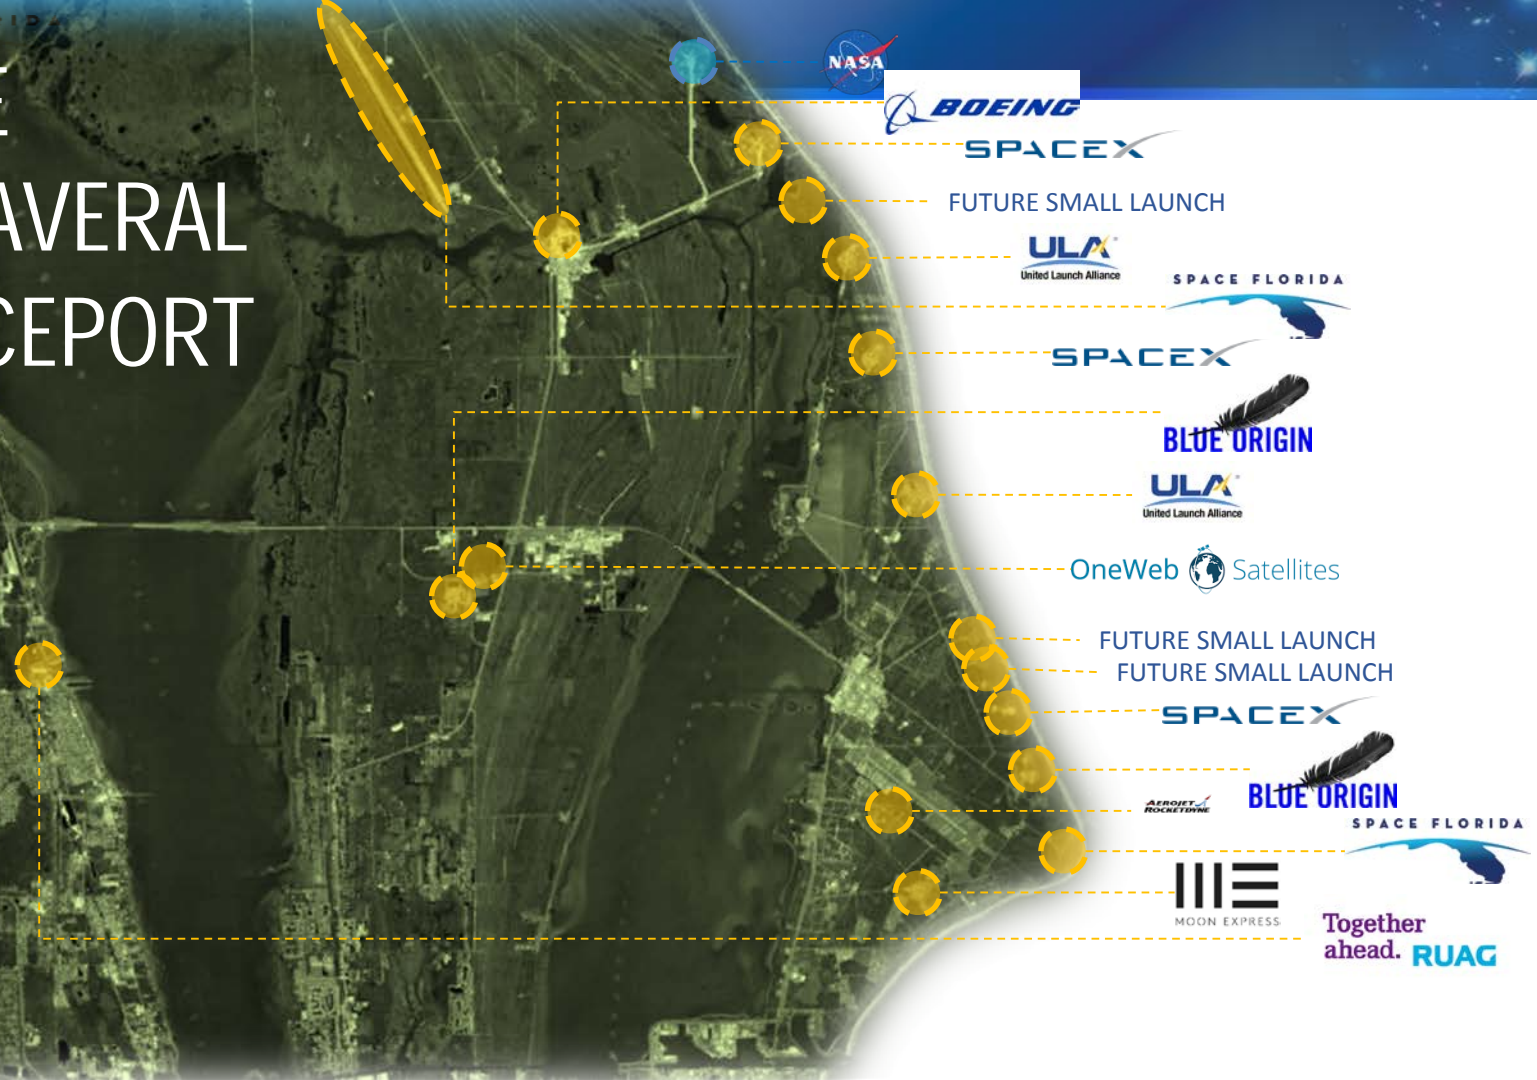 E
AVERAL
CEPORT
NASA
BOEING
SPACEX
FUTURE SMALL LAUNCH
ULA
United Launch Alliance
SPACE FLORIDA
SPACEX
BLUE ORIGIN
ULA
United Launch Alliance
OneWeb Satellites
FUTURE SMALL LAUNCH
FUTURE SMALL LAUNCH
SPACEX
BLUE ORIGIN
AEROJET
ROCKETDYNE
SPACE FLORIDA
MOON EXPRESS
Together
ahead. RUAG